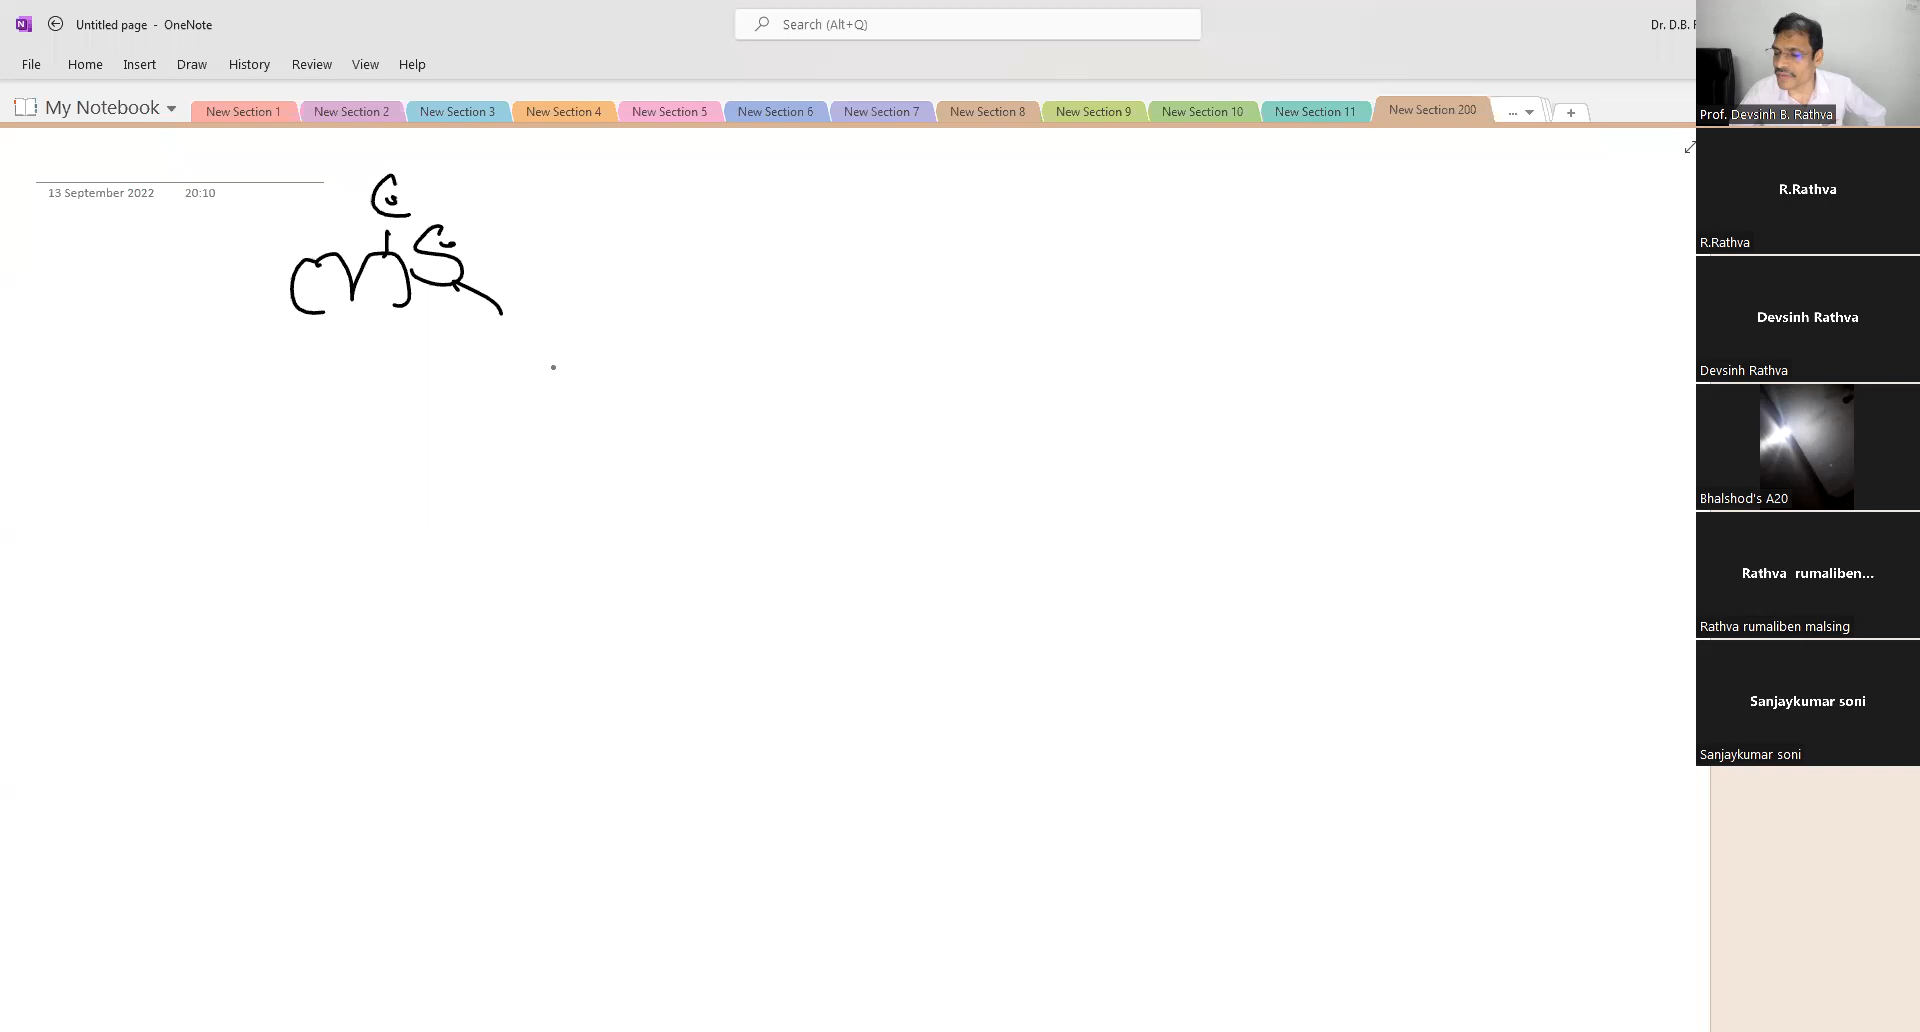 Untitled page - OneNote
Search (Alt+Q)
Dr. D.B.
File Home Insert Draw History Review View Help
My Notebook
New Section 1 New Section 2 New Section 3 New Section 4 New Section 5 New Section 6 New Section 7 New Section 8 New Section 9 New Section 10 New Section 11 New Section 200 ...
13 September 2022 20:10
Prof. Devsinh B. Rathva
R.Rathva
R.Rathva
Devsinh Rathva
Devsinh Rathva
Bhalshod's A20
Rathva rumaliben...
Rathva rumaliben malsing
Sanjaykumar soni
Sanjaykumar soni